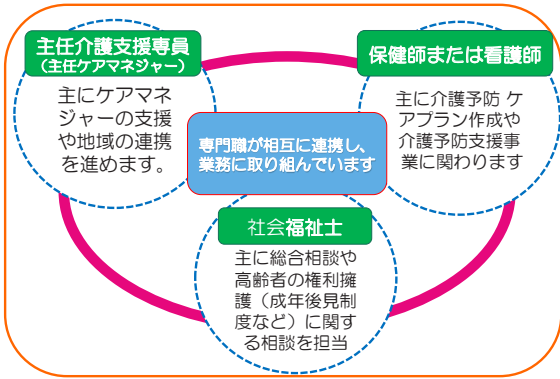 主任介護支援専員
（主任ケアマネジャー）
主にケアマネ
ジャーの支援
や地域の連携
を進めます。
保健師または看護師
主に介護予防 ケ
アプラン作成や
介護予防支援事
業に関わります
専門職が相互に連携し、
業務に取り組んでいます
社会福祉士
主に総合相談や
高齢者の権利擁
護（成年後見制
度など）に関す
る相談を担当